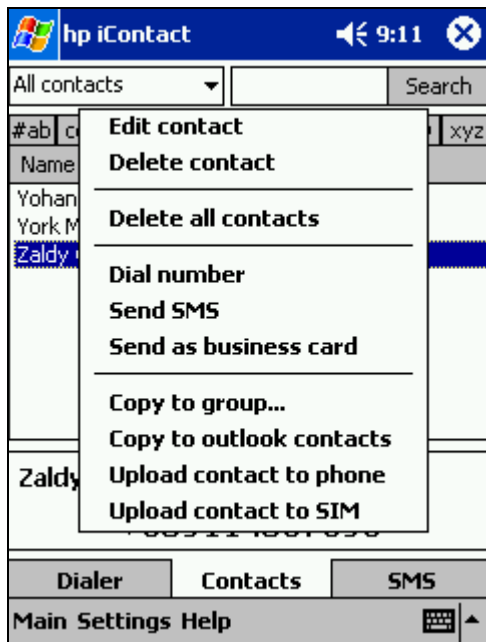 hp iContact 9:11
All contacts Search
#ab xyz
Name
Yohan
York M
Zaldy
Edit contact
Delete contact
Delete all contacts
Dial number
Send SMS
Send as business card
Copy to group...
Copy to outlook contacts
Upload contact to phone
Upload contact to SIM
Zaldy
Dialer Contacts SMS
Main Settings Help